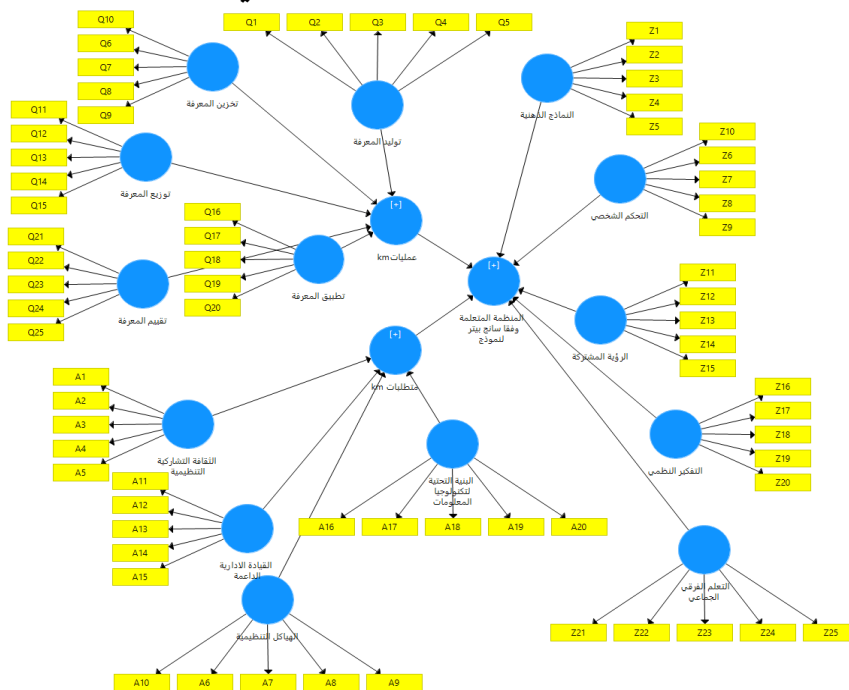 Q10
Q6
Q7
Q8
Q9
تخزين المعرفة
Q1
Q2
Q3
Q4
Q5
توليد المعرفة
Z1
Z2
Z3
Z4
Z5
النماذج الذهنية
Q11
Q12
Q13
Q14
Q15
توزيع المعرفة
Z10
Z6
Z7
Z8
Z9
التحكم الشخصي
Q16
Q17
Q18
Q19
Q20
تطبيق المعرفة
[+]
عمليات km
Q21
Q22
Q23
Q24
Q25
تقييم المعرفة
[+]
المنظمة المتعلمة
وفقا سانج بيتر
لنموذج
Z11
Z12
Z13
Z14
Z15
الرؤية المشتركة
[+]
متطلبات km
A1
A2
A3
A4
A5
الثقافة التشاركية
التنظيمية
Z16
Z17
Z18
Z19
Z20
التفكير النظمي
البنية التحتية
لتكنولوجيا
المعلومات
A16
A17
A18
A19
A20
A11
A12
A13
A14
A15
القيادة الادارية
الداعمة
التعلم الفرقي
الجماعي
Z21
Z22
Z23
Z24
Z25
الهياكل التنظيمية
A10
A6
A7
A8
A9